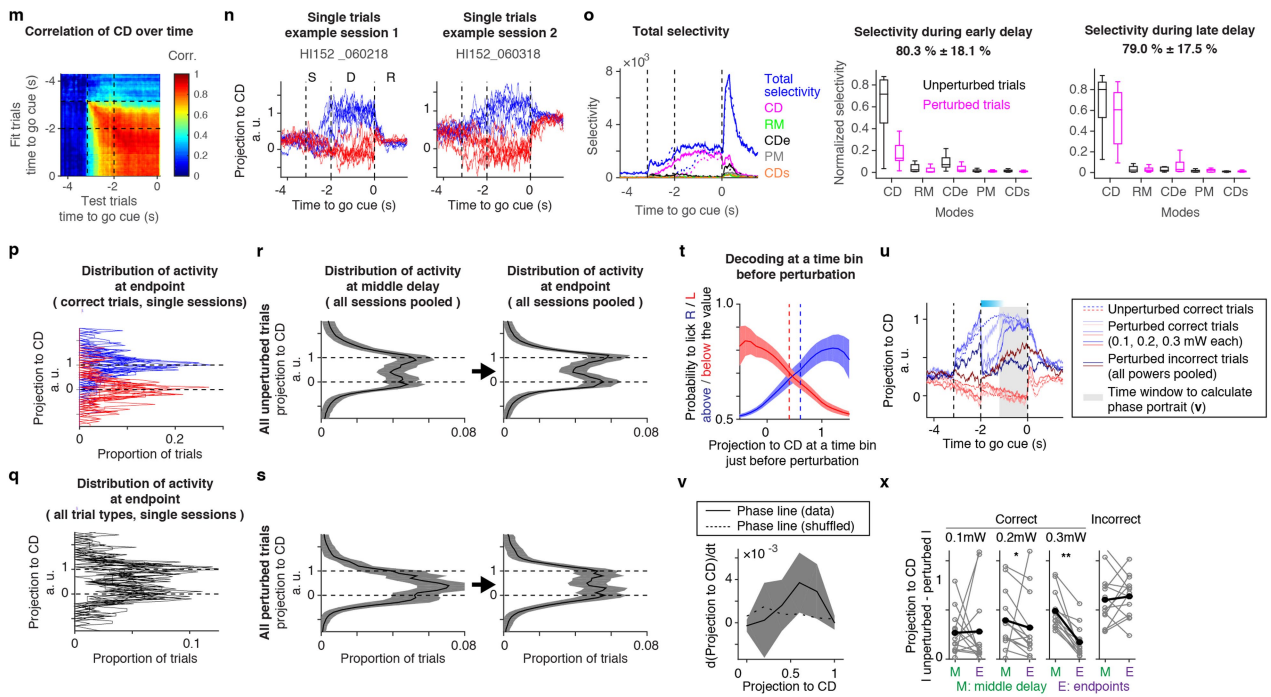 m
Correlation of CD over time
Corr.
Fit trials
time to go cue (s)
0
-2
-4
-4
-2
0
Test trials
time to go cue (s)
1
0.8
0.6
0.4
0.2
0
n
Single trials
example session 1
HI152 _060218
S
D
R
Projection to CD
a. u.
1
0
-4
-2
0
Time to go cue (s)
Single trials
example session 2
HI152_060318
1
0
-4
-2
0
Time to go cue (s)
o
Total selectivity
×10³
Selectivity
8
4
0
-4
-2
0
Time to go cue (s)
Total
selectivity
CD
RM
CDe
PM
CDs
Selectivity during early delay
80.3 % ± 18.1 %
Unperturbed trials
Perturbed trials
Normalized selectivity
0.8
0.6
0.4
0.2
0
CD
RM
CDe
PM
CDs
Modes
Selectivity during late delay
79.0 % ± 17.5 %
0.8
0.6
0.4
0.2
0
CD
RM
CDe
PM
CDs
Modes
p
Distribution of activity
at endpoint
( correct trials, single sessions)
Projection to CD
a. u.
1
0
0
0.2
Proportion of trials
q
Distribution of activity
at endpoint
( all trial types, single sessions )
Projection to CD
a. u.
1
0
0.1
Proportion of trials
r
Distribution of activity
at middle delay
( all sessions pooled )
Distribution of activity
at endpoint
(all sessions pooled )
All unperturbed trials
projection to CD
1
0
0
0.08
1
0
0
0.08
s
All perturbed trials
projection to CD
1
0
0
0.08
Proportion of trials
1
0
0
0.08
Proportion of trials
t
Decoding at a time bin
before perturbation
Probability to lick R / L
above / below the value
1.0
0.5
0
1
Projection to CD at a time bin
just before perturbation
u
Projection to CD
a. u.
1
0
-4
-2
0
Time to go cue (s)
Unperturbed correct trials
Perturbed correct trials
(0.1, 0.2, 0.3 mW each)
Perturbed incorrect trials
(all powers pooled)
Time window to calculate
phase portrait (v)
v
Phase line (data)
Phase line (shuffled)
×10 ⁻³
d(Projection to CD)/dt
4
0
0
0.5
1
Projection to CD
x
Correct
Incorrect
0.1mW
0.2mW
0.3mW
*
**
Projection to CD
| unperturbed - perturbed |
1
0
M
E
M
E
M
E
M
E
M: middle delay
E: endpoints